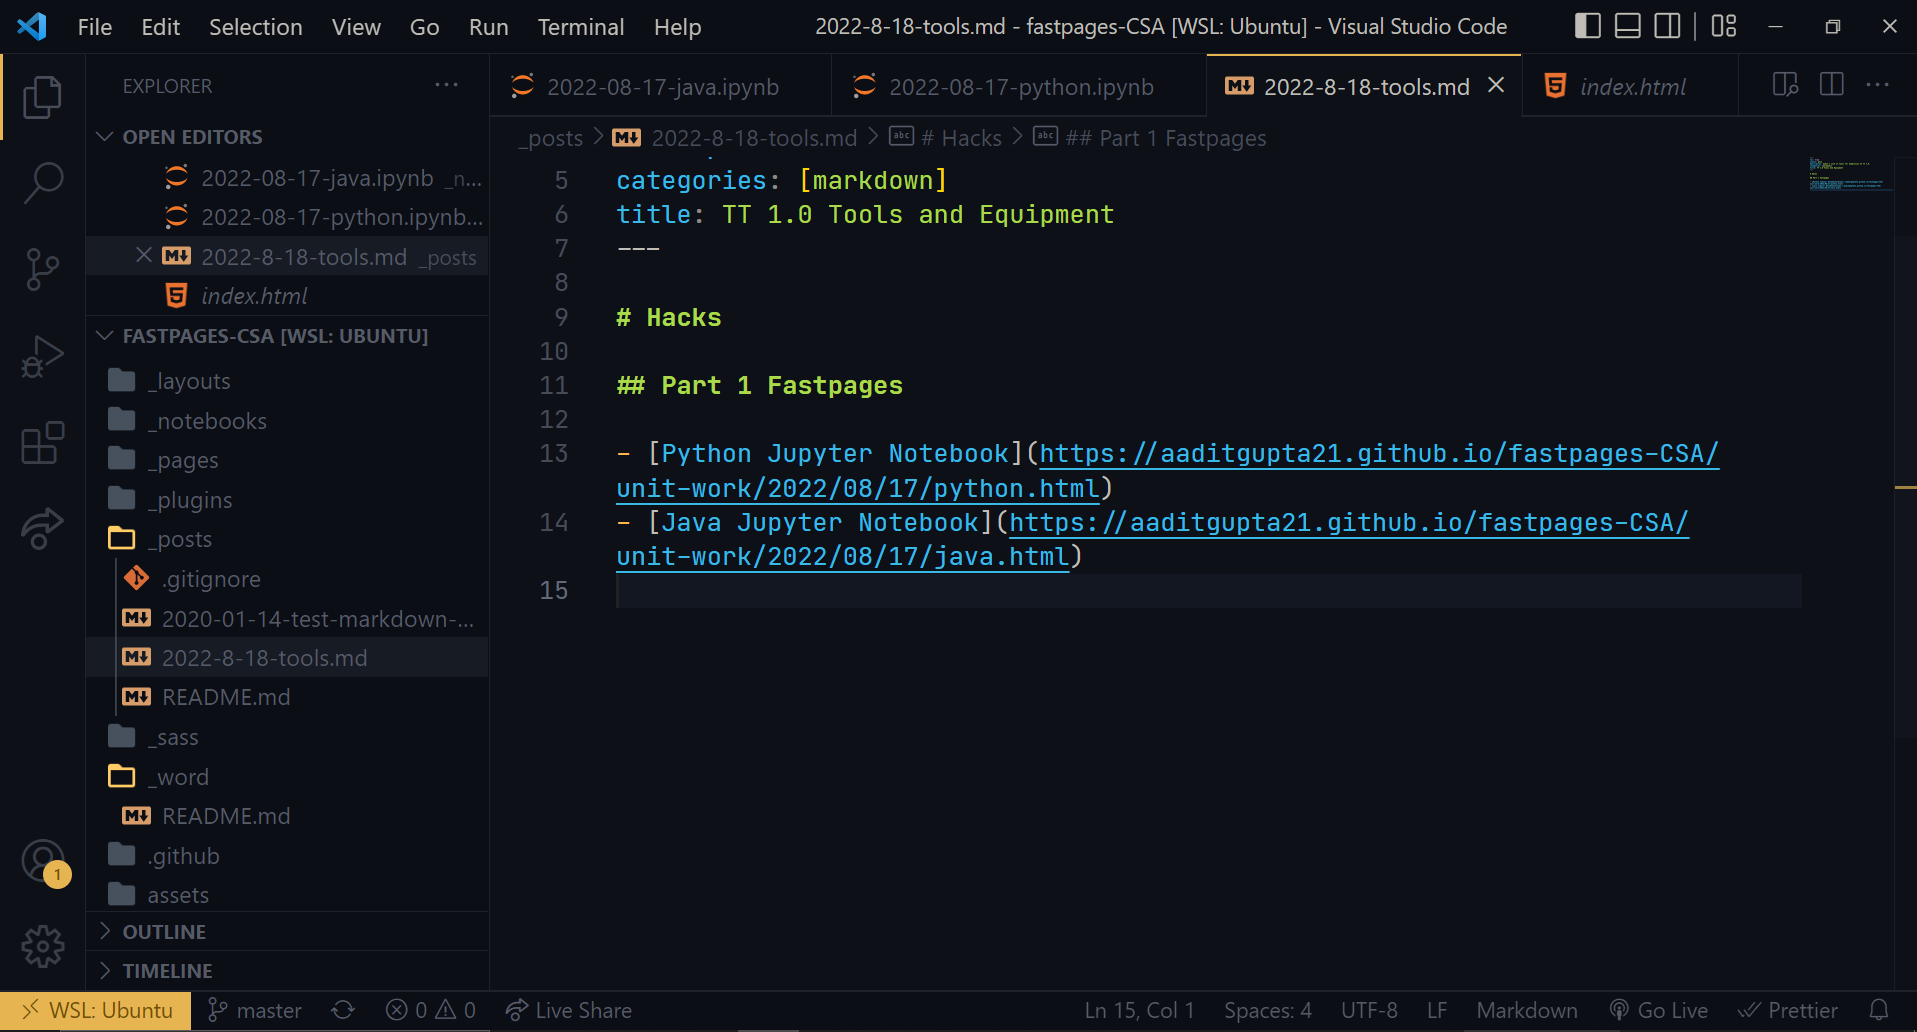 File Edit Selection View Go Run Terminal Help 2022-8-18-tools.md - fastpages-CSA [WSL: Ubuntu] - Visual Studio Code
EXPLORER ···
OPEN EDITORS
2022-08-17-java.ipynb _n...
2022-08-17-python.ipynb...
2022-8-18-tools.md _posts
index.html
FASTPAGES-CSA [WSL: UBUNTU]
_layouts
_notebooks
_pages
_plugins
_posts
.gitignore
2020-01-14-test-markdown-...
2022-8-18-tools.md
README.md
_sass
_word
README.md
.github
assets
OUTLINE
TIMELINE
1
2022-08-17-java.ipynb 2022-08-17-python.ipynb 2022-8-18-tools.md index.html ···
_posts > 2022-8-18-tools.md > # Hacks > ## Part 1 Fastpages
5 categories: [markdown]
6 title: TT 1.0 Tools and Equipment
7 ---
8
9 # Hacks
10
11 ## Part 1 Fastpages
12
13 - [Python Jupyter Notebook](https://aaditgupta21.github.io/fastpages-CSA/
unit-work/2022/08/17/python.html)
14 - [Java Jupyter Notebook](https://aaditgupta21.github.io/fastpages-CSA/
unit-work/2022/08/17/java.html)
15
WSL: Ubuntu master 0 0 Live Share Ln 15, Col 1 Spaces: 4 UTF-8 LF Markdown Go Live Prettier